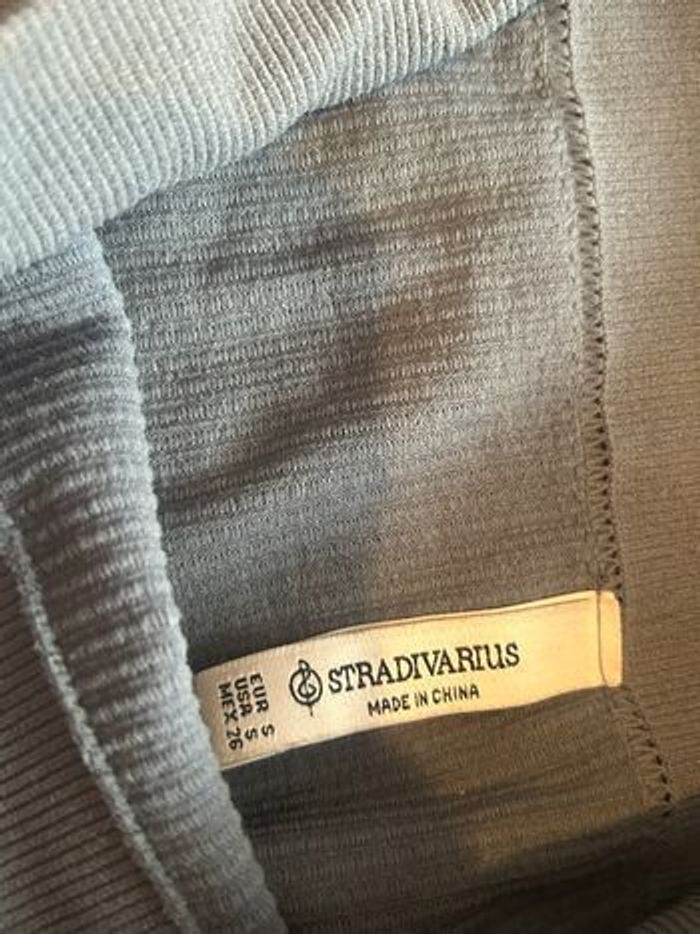 STRADIVARIUS
MADE IN CHINA
EUR S
USA S
MEX 26